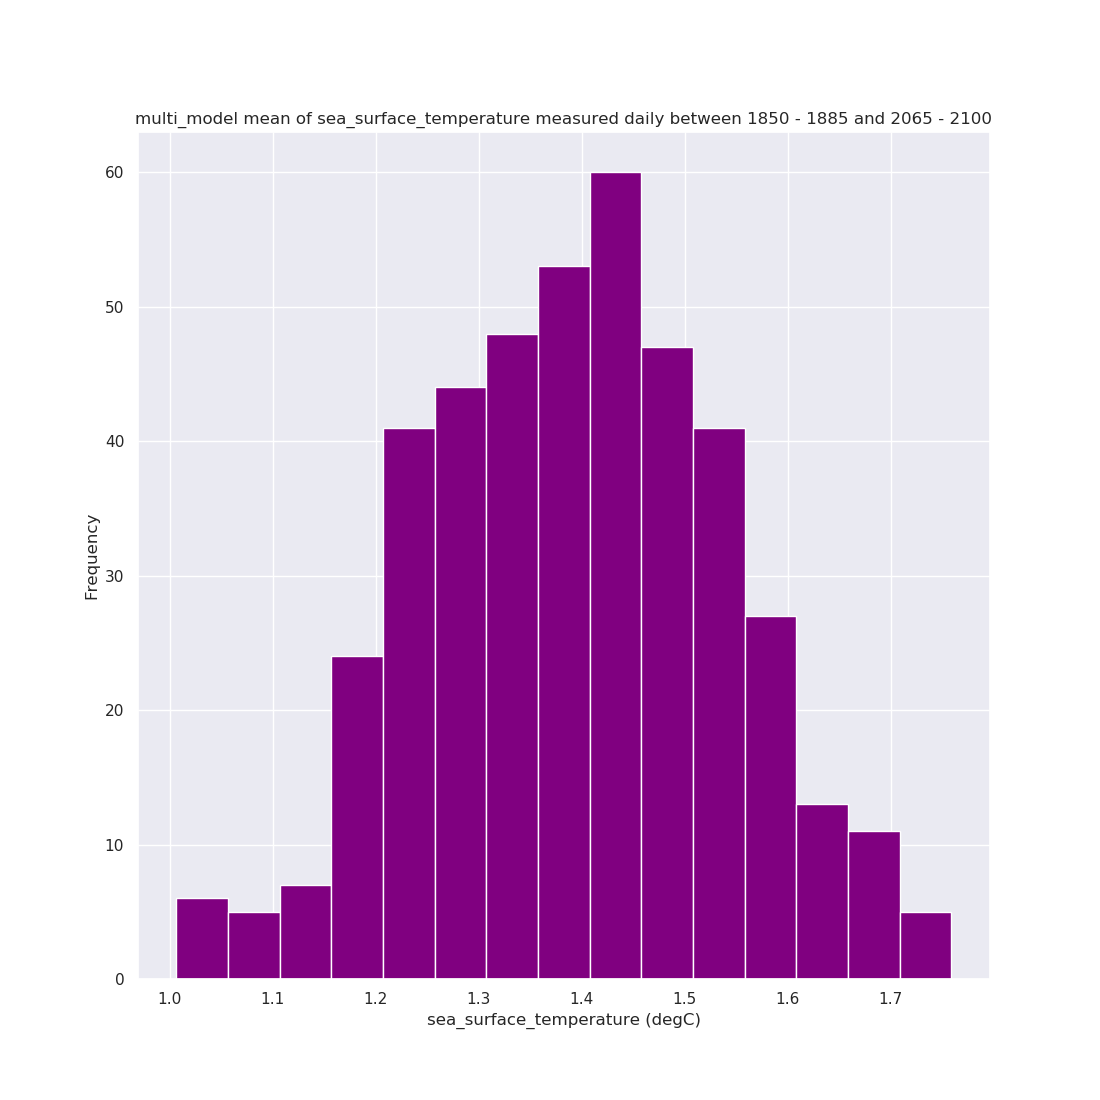 multi_model mean of sea_surface_temperature measured daily between 1850 - 1885 and 2065 - 2100
60
50
40
30
20
10
0
Frequency
1.0 1.1 1.2 1.3 1.4 1.5 1.6 1.7
sea_surface_temperature (degC)